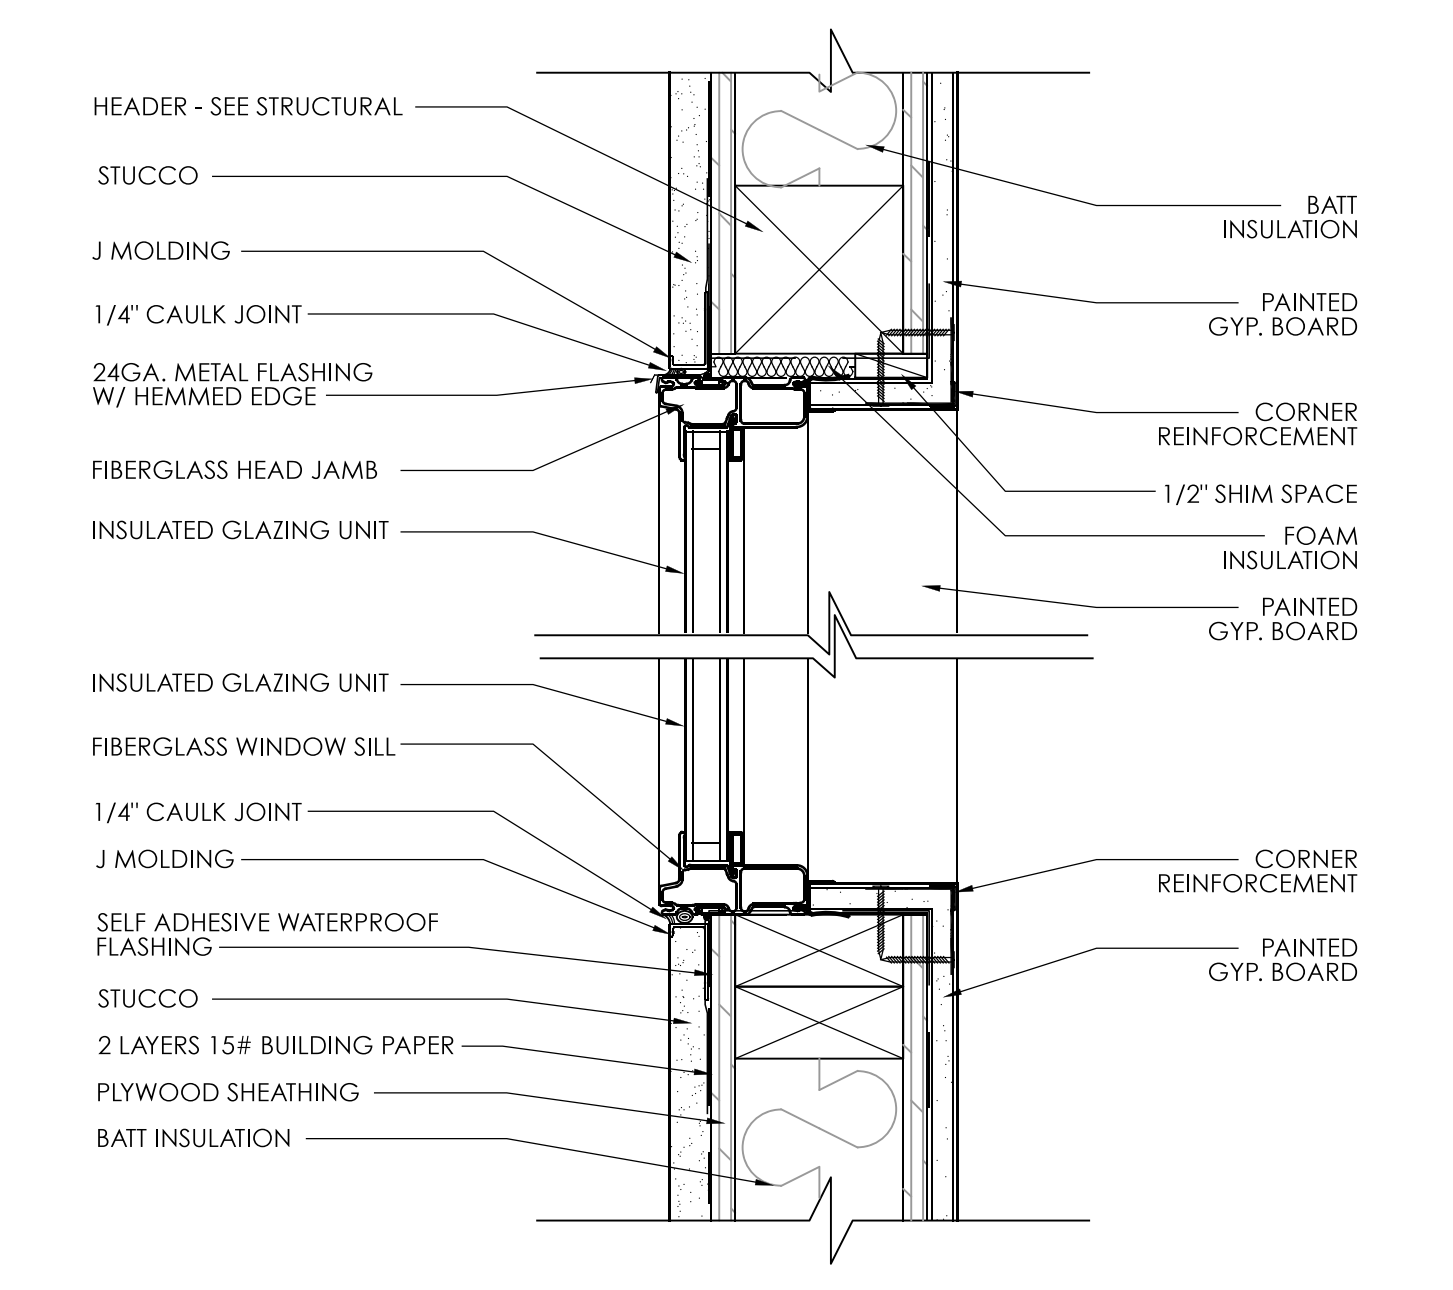 HEADER - SEE STRUCTURAL
STUCCO
J MOLDING
1/4" CAULK JOINT
24GA. METAL FLASHING
W/ HEMMED EDGE
FIBERGLASS HEAD JAMB
INSULATED GLAZING UNIT
INSULATED GLAZING UNIT
FIBERGLASS WINDOW SILL
1/4" CAULK JOINT
J MOLDING
SELF ADHESIVE WATERPROOF
FLASHING
STUCCO
2 LAYERS 15# BUILDING PAPER
PLYWOOD SHEATHING
BATT INSULATION
BATT
INSULATION
PAINTED
GYP. BOARD
CORNER
REINFORCEMENT
1/2" SHIM SPACE
FOAM
INSULATION
PAINTED
GYP. BOARD
CORNER
REINFORCEMENT
PAINTED
GYP. BOARD